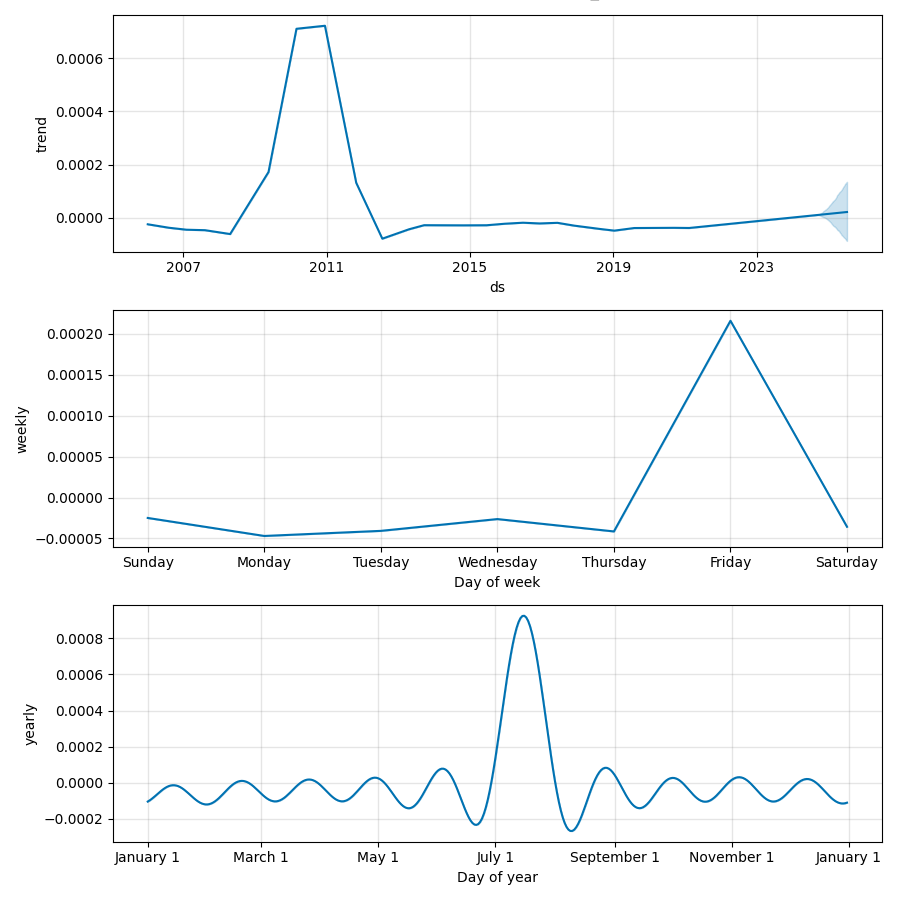 0.0006
0.0004
0.0002
0.0000
trend
2007 2011 2015 2019 2023
ds
0.00020
0.00015
0.00010
0.00005
0.00000
−0.00005
weekly
Sunday Monday Tuesday Wednesday Thursday Friday Saturday
Day of week
0.0008
0.0006
0.0004
0.0002
0.0000
−0.0002
yearly
January 1 March 1 May 1 July 1 September 1 November 1 January 1
Day of year